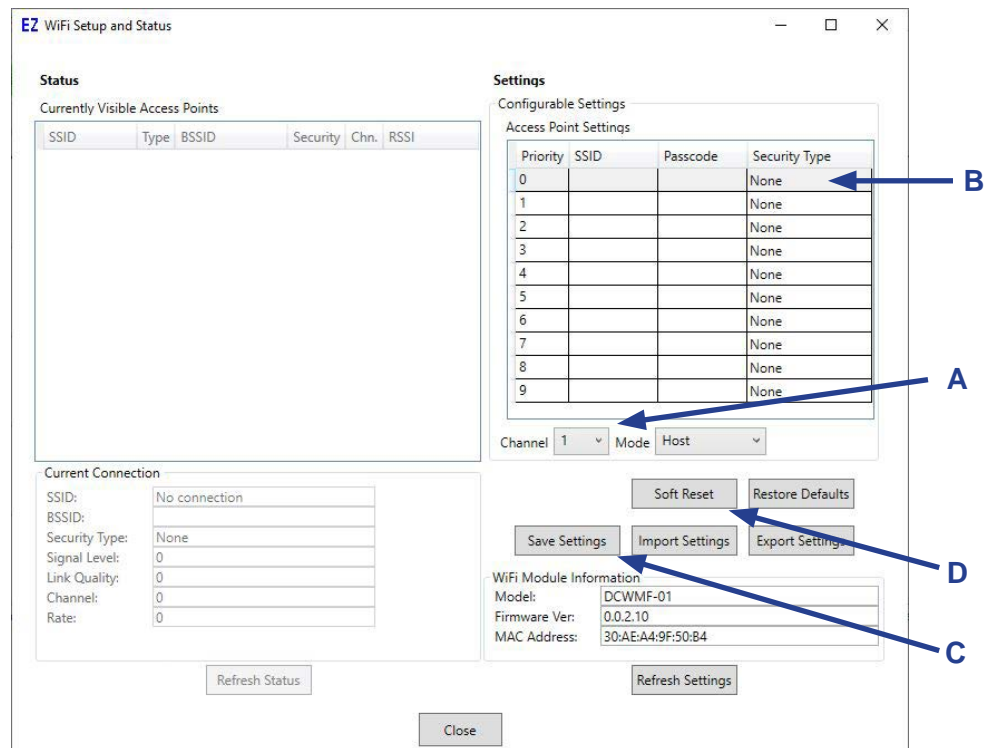 EZ WiFi Setup and Status
Status
Currently Visible Access Points
SSID Type BSSID Security Chn. RSSI
Current Connection
SSID: No connection
BSSID:
Security Type: None
Signal Level: 0
Link Quality: 0
Channel: 0
Rate: 0
Refresh Status
Settings
Configurable Settings
Access Point Settings
Priority SSID Passcode Security Type
0 None
1 None
2 None
3 None
4 None
5 None
6 None
7 None
8 None
9 None
Channel 1 Mode Host
Soft Reset Restore Defaults
Save Settings Import Settings Export Settings
WiFi Module Information
Model: DCWMF-01
Firmware Ver: 0.0.2.10
MAC Address: 30:AE:A4:9F:50:B4
Refresh Settings
Close
B
A
D
C